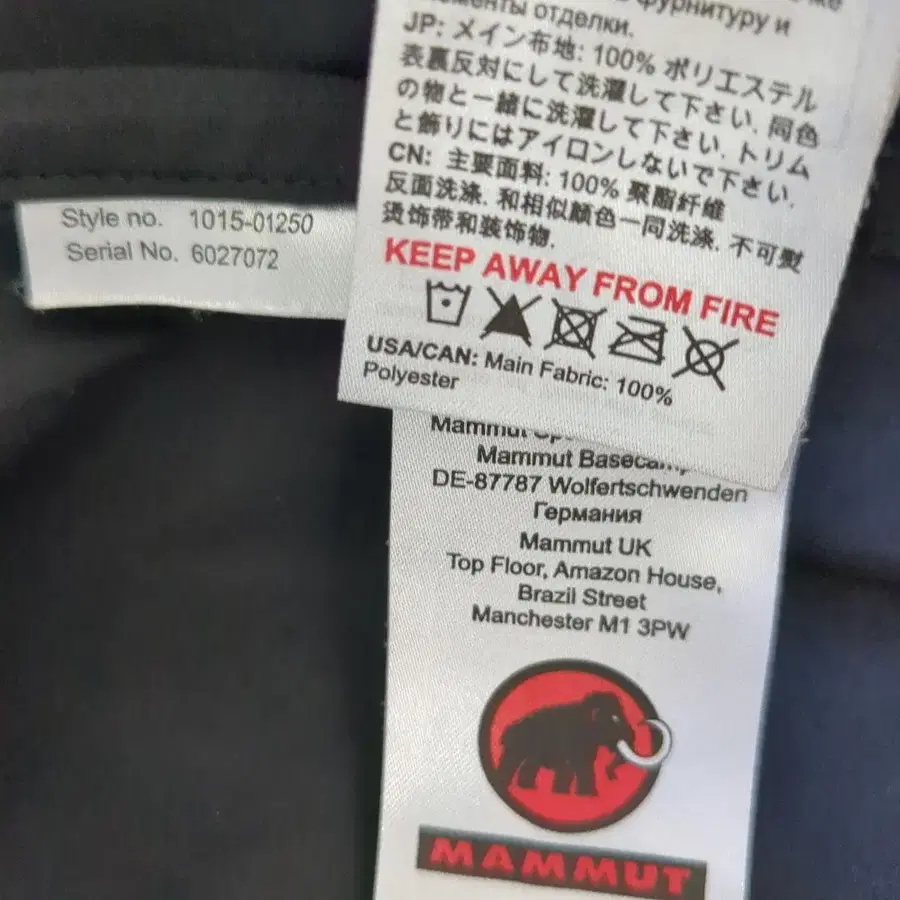 фурнитуру и
отделки.
JP: メイン布地: 100% ポリエステル
表裏反対にして洗濯して下さい. 同色
の物と一緒に洗濯して下さい. トリム
と飾りにはアイロンしないで下さい.
CN: 主要面料: 100% 聚酯纤维
反面洗涤. 和相似顏色一同洗涤. 不可熨
烫饰带和装饰物.
KEEP AWAY FROM FIRE
USA/CAN: Main Fabric: 100%
Polyester
Style no. 1015-01250
Serial No. 6027072
Mammut
Mammut
DE-87787 Wolfertschwenden
Германия
Mammut UK
Top Floor, Amazon House,
Brazil Street
Manchester M1 3PW
MAMMUT